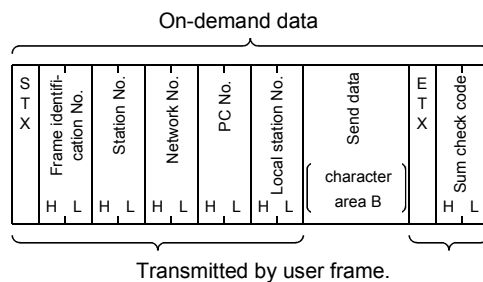 On-demand data
S
T
X
Frame identifi-
cation No.
H L
Station No.
H L
Network No.
H L
PC No.
H L
Local station No.
H L
Send data
character
area B
E
T
X
Sum check code
H L
Transmitted by user frame.